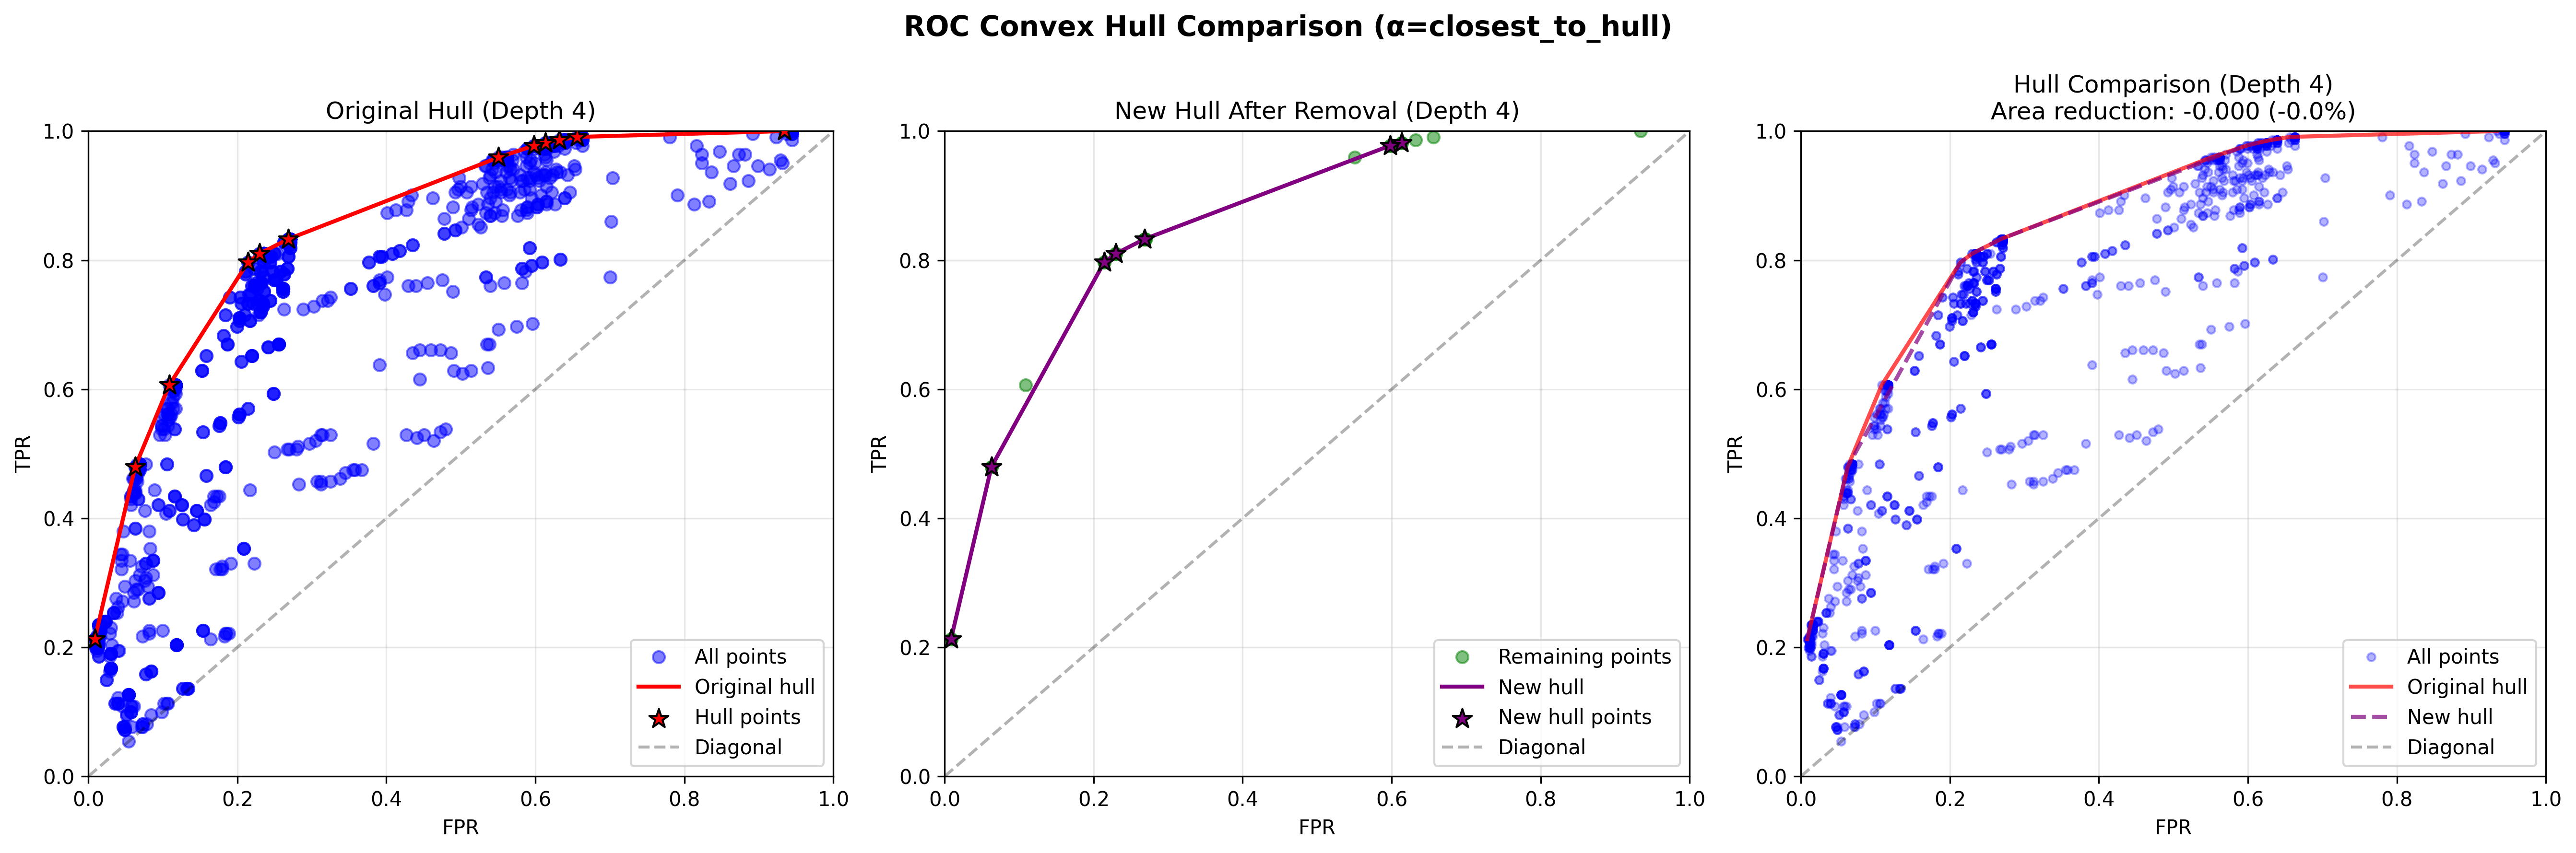 ROC Convex Hull Comparison (α=closest_to_hull)
Original Hull (Depth 4)
1.0
0.8
0.6
0.4
0.2
0.0
TPR
0.0 0.2 0.4 0.6 0.8 1.0
FPR
All points
Original hull
Hull points
Diagonal
New Hull After Removal (Depth 4)
1.0
0.8
0.6
0.4
0.2
0.0
TPR
0.0 0.2 0.4 0.6 0.8 1.0
FPR
Remaining points
New hull
New hull points
Diagonal
Hull Comparison (Depth 4)
Area reduction: -0.000 (-0.0%)
1.0
0.8
0.6
0.4
0.2
0.0
TPR
0.0 0.2 0.4 0.6 0.8 1.0
FPR
All points
Original hull
New hull
Diagonal